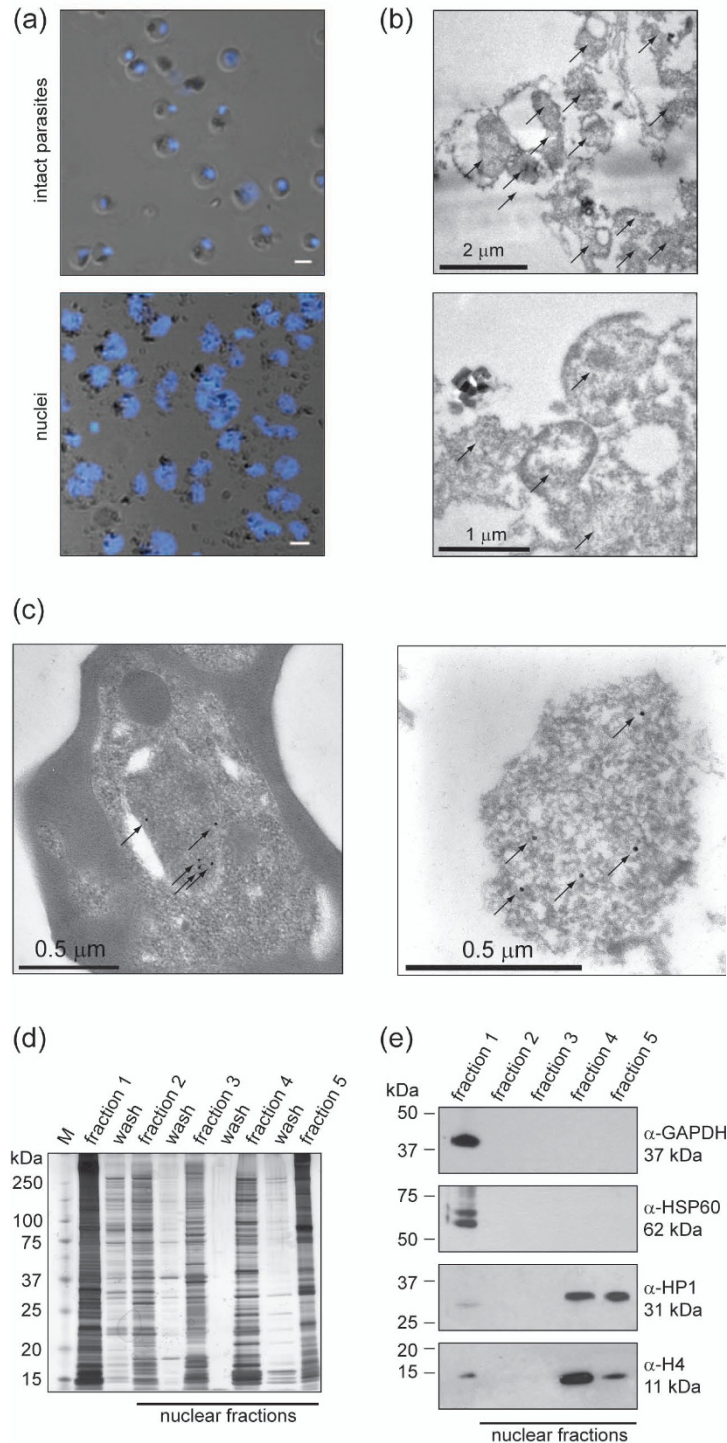 (a)
intact parasites
nuclei
(b)
2 μm
1 μm
(c)
0.5 μm
0.5 μm
(d)
M
fraction 1
wash
fraction 2
wash
fraction 3
wash
fraction 4
wash
fraction 5
kDa
250
100
75
37
25
20
15
nuclear fractions
(e)
fraction 1
fraction 2
fraction 3
fraction 4
fraction 5
kDa
50
37
α-GAPDH
37 kDa
75
50
α-HSP60
62 kDa
37
25
α-HP1
31 kDa
20
15
α-H4
11 kDa
nuclear fractions